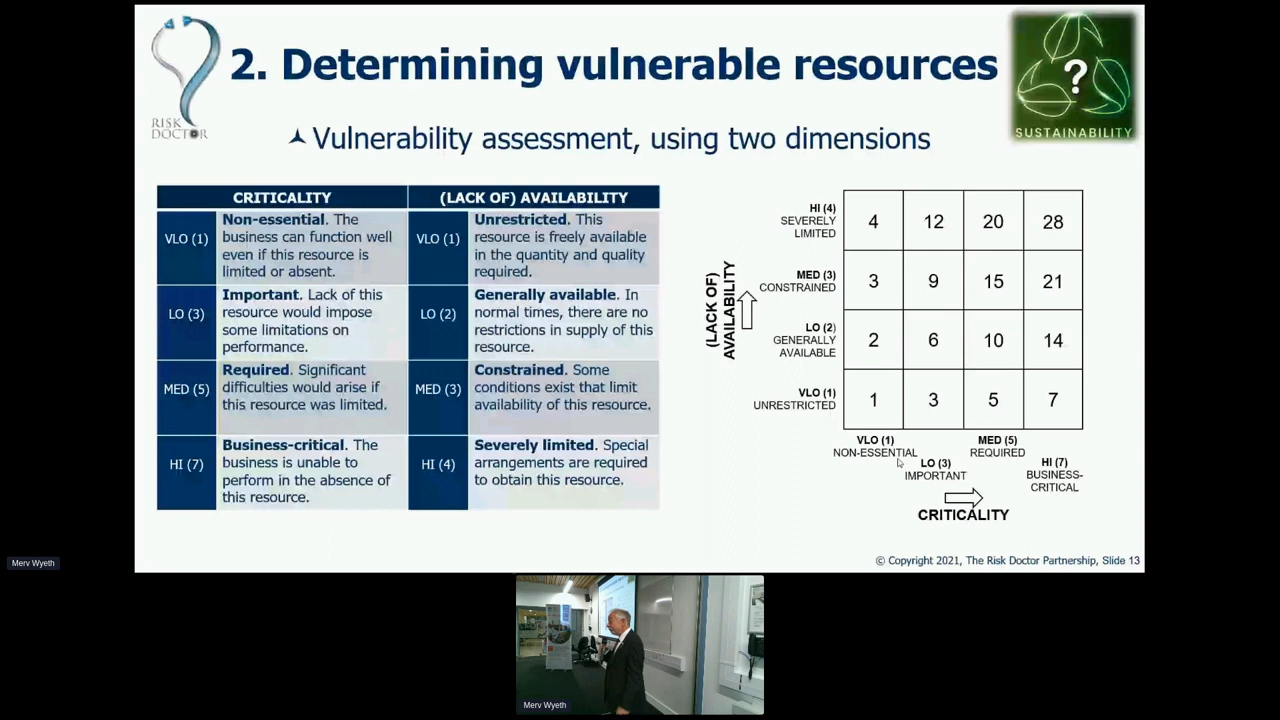 RISK
DOCTOR
2. Determining vulnerable resources
?
SUSTAINABILITY
Vulnerability assessment, using two dimensions
CRITICALITY
(LACK OF) AVAILABILITY
VLO (1)
Non-essential. The
business can function well
even if this resource is
limited or absent.
VLO (1)
Unrestricted. This
resource is freely available
in the quantity and quality
required.
LO (3)
Important. Lack of this
resource would impose
some limitations on
performance.
LO (2)
Generally available. In
normal times, there are no
restrictions in supply of this
resource.
MED (5)
Required. Significant
difficulties would arise if
this resource was limited.
MED (3)
Constrained. Some
conditions exist that limit
availability of this resource.
HI (7)
Business-critical. The
business is unable to
perform in the absence of
this resource.
HI (4)
Severely limited. Special
arrangements are required
to obtain this resource.
(LACK OF)
AVAILABILITY
HI (4)
SEVERELY
LIMITED
4 12 20 28
MED (3)
CONSTRAINED
3 9 15 21
LO (2)
GENERALLY
AVAILABLE
2 6 10 14
VLO (1)
UNRESTRICTED
1 3 5 7
VLO (1)
NON-ESSENTIAL
LO (3)
IMPORTANT
MED (5)
REQUIRED
HI (7)
BUSINESS-
CRITICAL
CRITICALITY
© Copyright 2021, The Risk Doctor Partnership, Slide 13
Merv Wyeth
Merv Wyeth